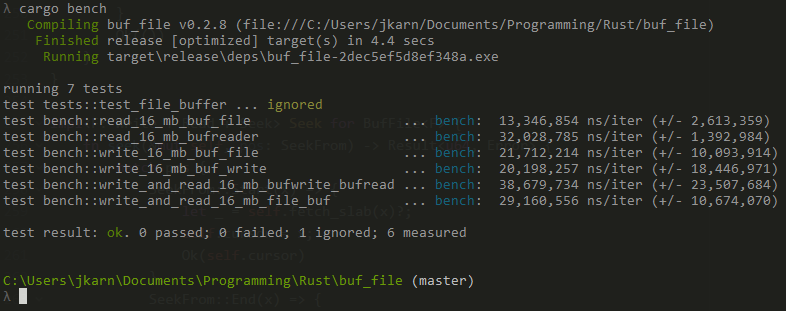 λ cargo bench
Compiling buf_file v0.2.8 (file:///C:/Users/jkarn/Documents/Programming/Rust/buf_file)
Finished release [optimized] target(s) in 4.4 secs
Running target\release\deps\buf_file-2dec5ef5d8ef348a.exe
running 7 tests
test tests::test_file_buffer ... ignored
test bench::read_16_mb_buf_file ... bench: 13,346,854 ns/iter (+/- 2,613,359)
test bench::read_16_mb_bufreader ... bench: 32,028,785 ns/iter (+/- 1,392,984)
test bench::write_16_mb_buf_file ... bench: 21,712,214 ns/iter (+/- 10,093,914)
test bench::write_16_mb_buf_write ... bench: 20,198,257 ns/iter (+/- 18,446,971)
test bench::write_and_read_16_mb_bufwrite_bufread ... bench: 38,679,734 ns/iter (+/- 23,507,684)
test bench::write_and_read_16_mb_file_buf ... bench: 29,160,556 ns/iter (+/- 10,674,070)
test result: ok. 0 passed; 0 failed; 1 ignored; 6 measured
Ok(self.cursor)
C:\Users\jkarn\Documents\Programming\Rust\buf_file (master)
λ
SeekFrom::End(x) => {